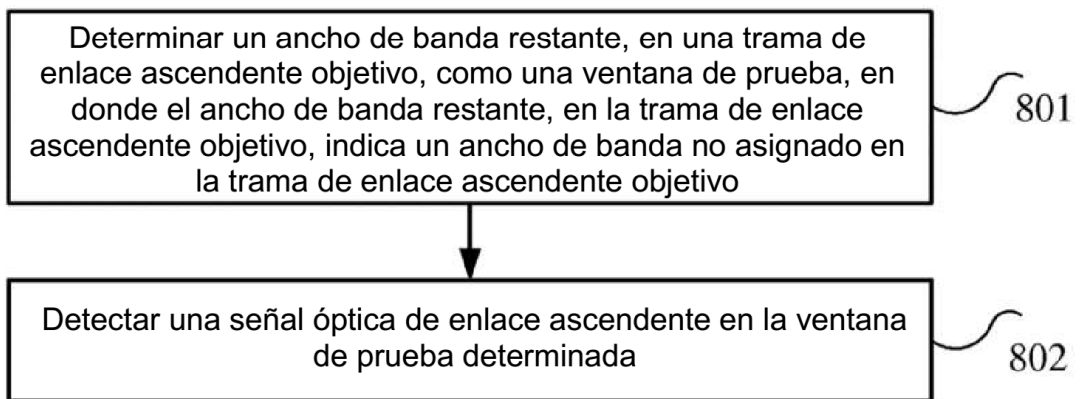 Determinar un ancho de banda restante, en una trama de
enlace ascendente objetivo, como una ventana de prueba, en
donde el ancho de banda restante, en la trama de enlace
ascendente objetivo, indica un ancho de banda no asignado en
la trama de enlace ascendente objetivo
801
Detectar una señal óptica de enlace ascendente en la ventana
de prueba determinada
802